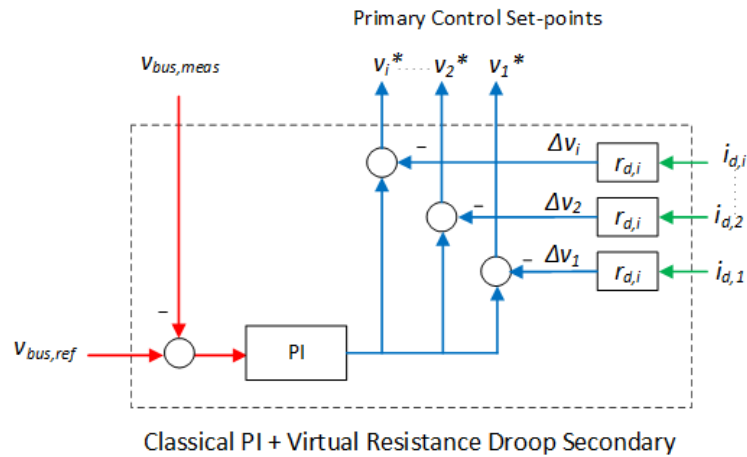 Primary Control Set-points
v_bus,meas
v_i* ........ v_2* v_1*
− Δv_i r_d,i i_d,i
− Δv_2 r_d,i i_d,2
− Δv_1 r_d,i i_d,1
−
v_bus,ref PI
Classical PI + Virtual Resistance Droop Secondary